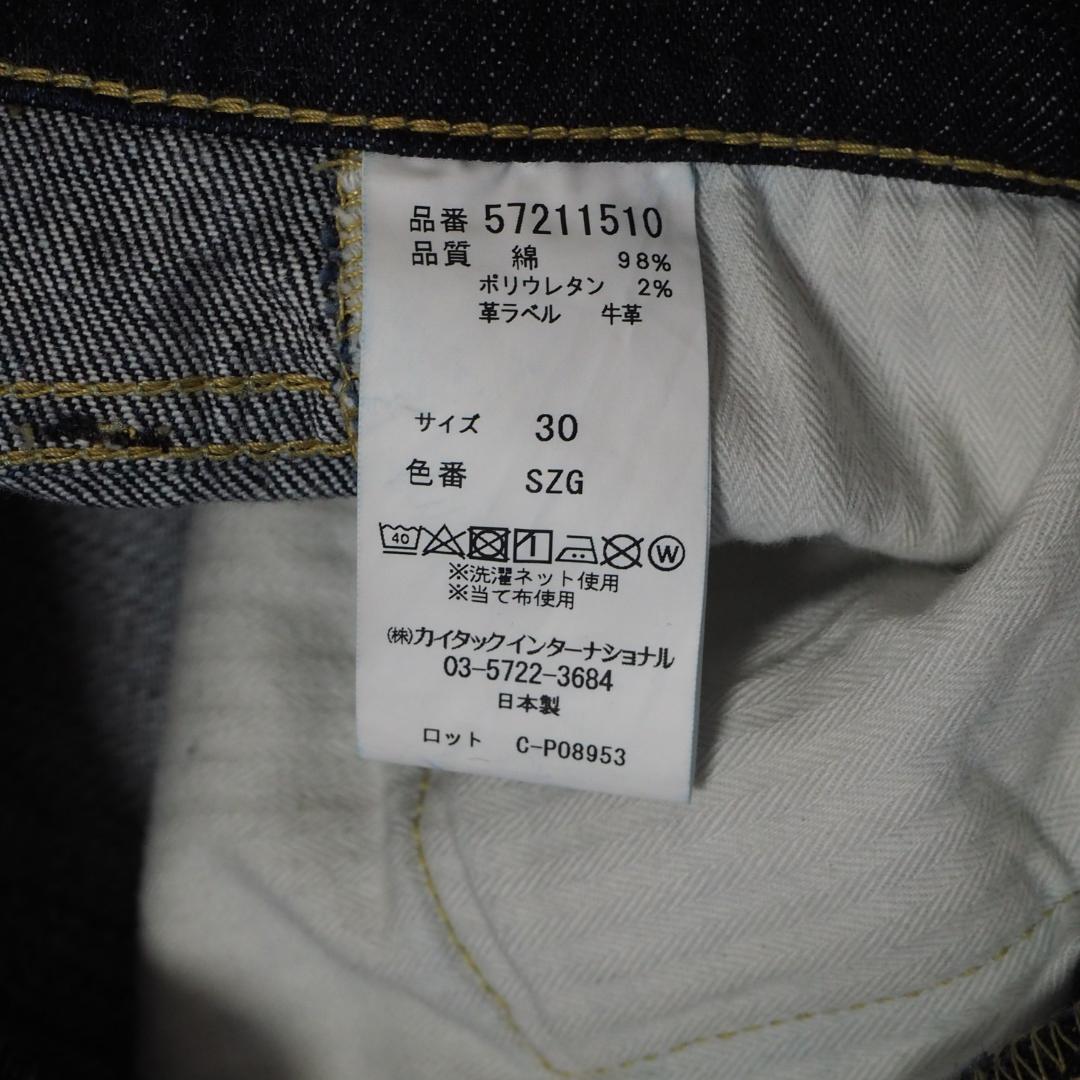 品番 57211510
品質 綿 98%
ポリウレタン 2%
革ラベル 牛革
サイズ 30
色番 SZG
40 W
※洗濯ネット使用
※当て布使用
(株)カイタックインターナショナル
03-5722-3684
日本製
ロット C-P08953